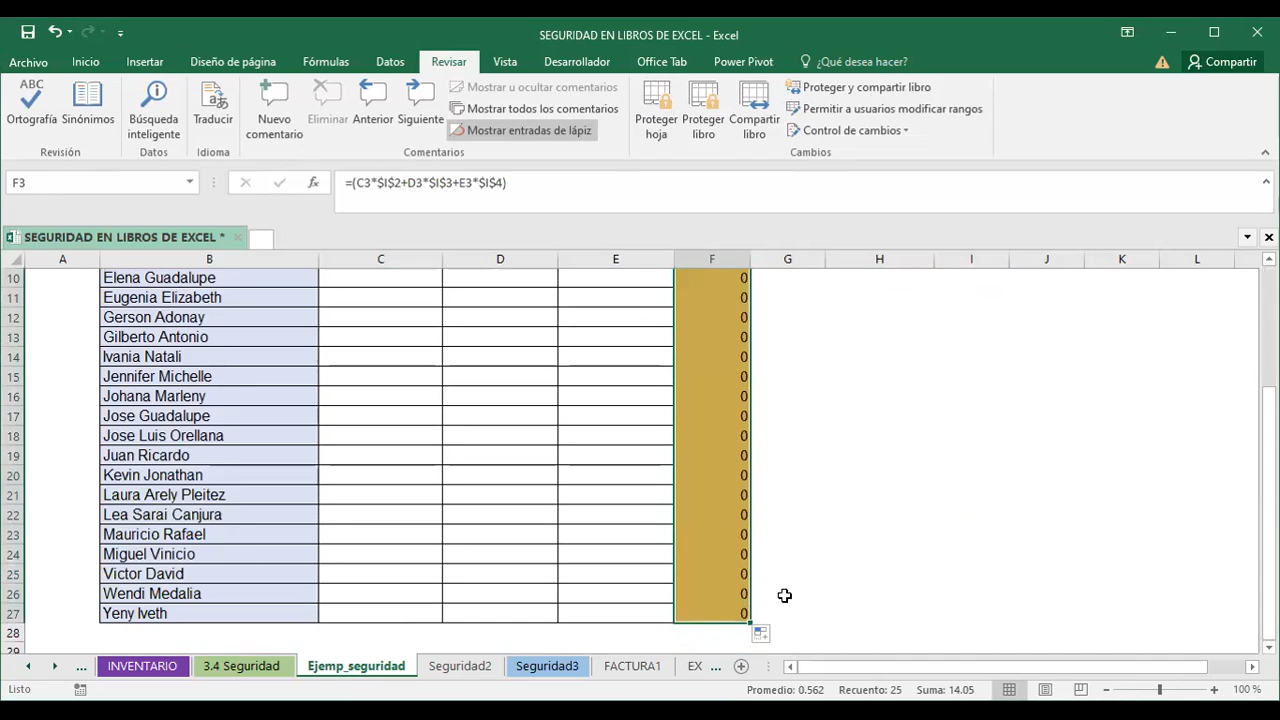 SEGURIDAD EN LIBROS DE EXCEL - Excel
Archivo Inicio Insertar Diseño de página Fórmulas Datos Revisar Vista Desarrollador Office Tab Power Pivot ¿Qué desea hacer? Compartir
ABC
Ortografía
Sinónimos
Revisión
Búsqueda inteligente
Datos
Traducir
Idioma
Nuevo comentario
Eliminar
Anterior
Siguiente
Mostrar u ocultar comentarios
Mostrar todos los comentarios
Mostrar entradas de lápiz
Comentarios
Proteger hoja
Proteger libro
Compartir libro
Proteger y compartir libro
Permitir a usuarios modificar rangos
Control de cambios
Cambios
F3 fx =(C3*$I$2+D3*$I$3+E3*$I$4)
SEGURIDAD EN LIBROS DE EXCEL *
A B C D E F G H I J K L
10 Elena Guadalupe 0
11 Eugenia Elizabeth 0
12 Gerson Adonay 0
13 Gilberto Antonio 0
14 Ivania Natali 0
15 Jennifer Michelle 0
16 Johana Marleny 0
17 Jose Guadalupe 0
18 Jose Luis Orellana 0
19 Juan Ricardo 0
20 Kevin Jonathan 0
21 Laura Arely Pleitez 0
22 Lea Sarai Canjura 0
23 Mauricio Rafael 0
24 Miguel Vinicio 0
25 Victor David 0
26 Wendi Medalia 0
27 Yeny Iveth 0
28
29
... INVENTARIO 3.4 Seguridad Ejemp_seguridad Seguridad2 Seguridad3 FACTURA1 EX ...
Listo Promedio: 0.562 Recuento: 25 Suma: 14.05 100 %